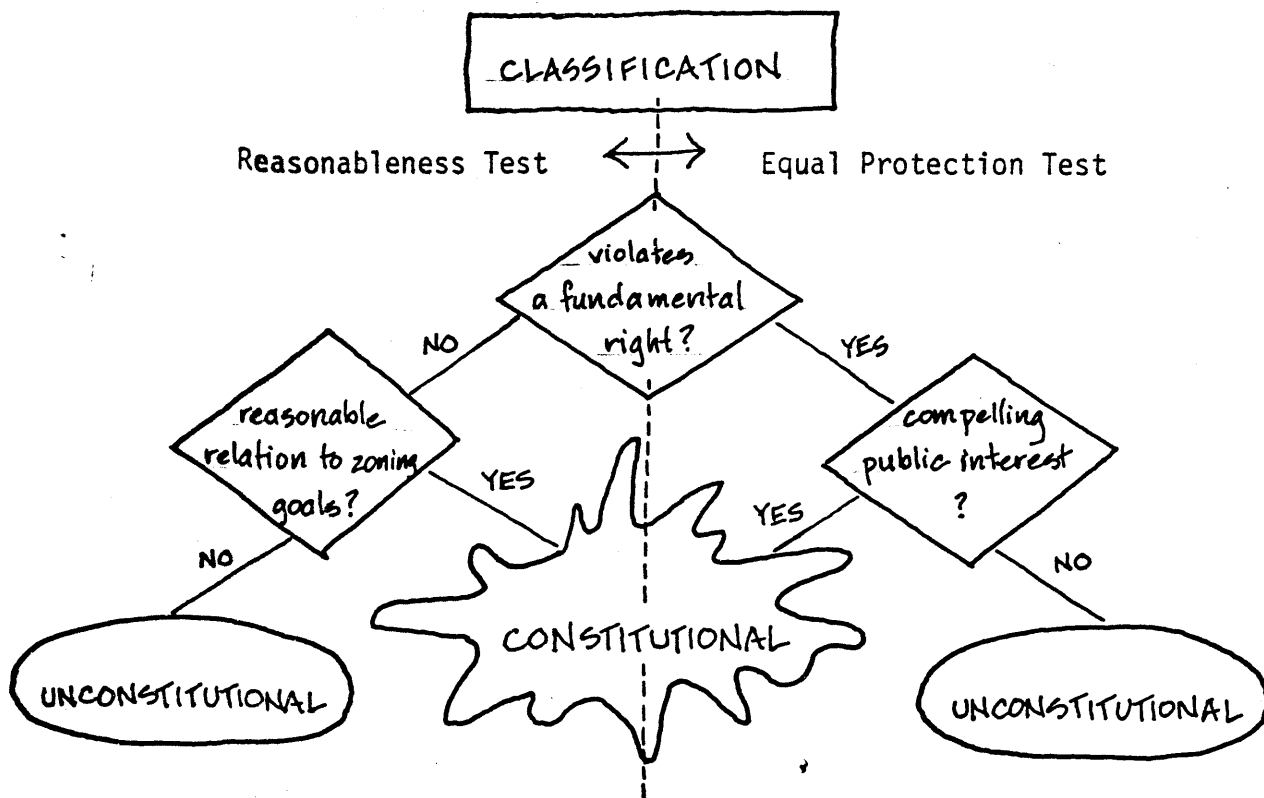 CLASSIFICATION
Reasonableness Test
Equal Protection Test
violates
a fundamental
right?
NO
YES
reasonable
relation to zoning
goals?
compelling
public interest
?
YES
YES
NO
NO
CONSTITUTIONAL
UNCONSTITUTIONAL
UNCONSTITUTIONAL